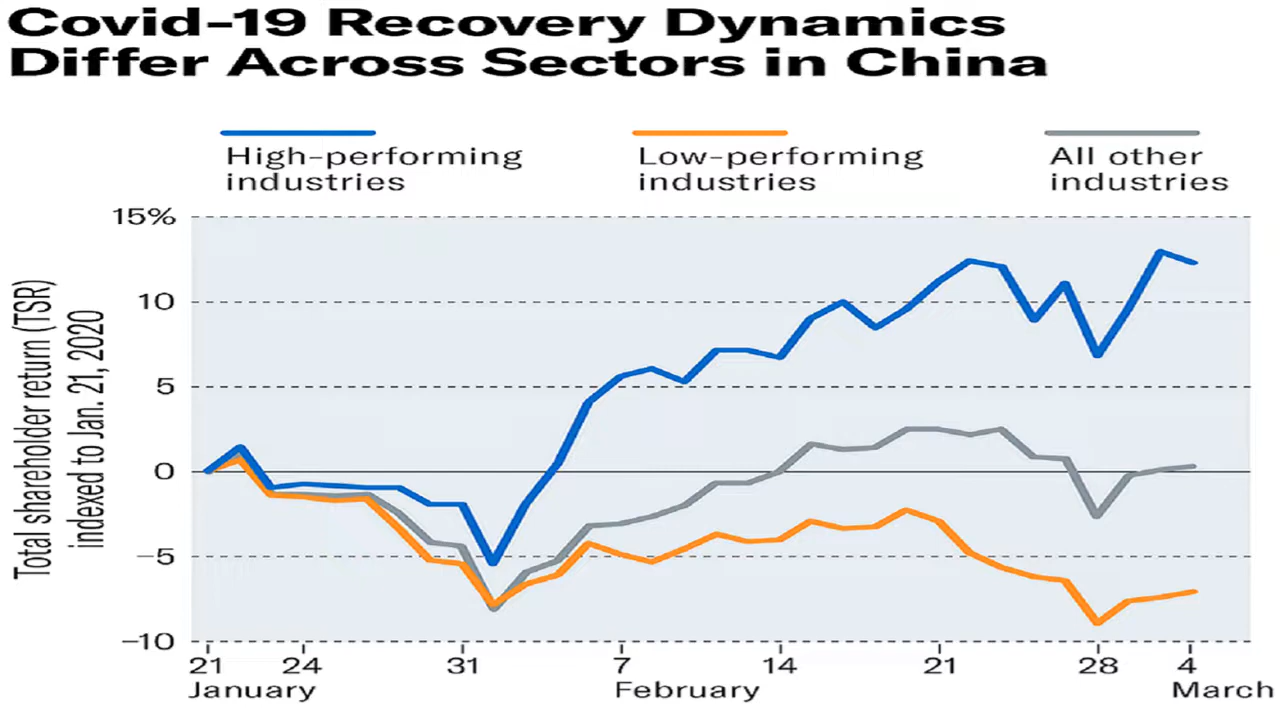 Covid-19 Recovery Dynamics
Differ Across Sectors in China
High-performing
industries
Low-performing
industries
All other
industries
Total shareholder return (TSR)
indexed to Jan. 21, 2020
15%
10
5
0
−5
−10
21 24 31 7 14 21 28 4
January February March